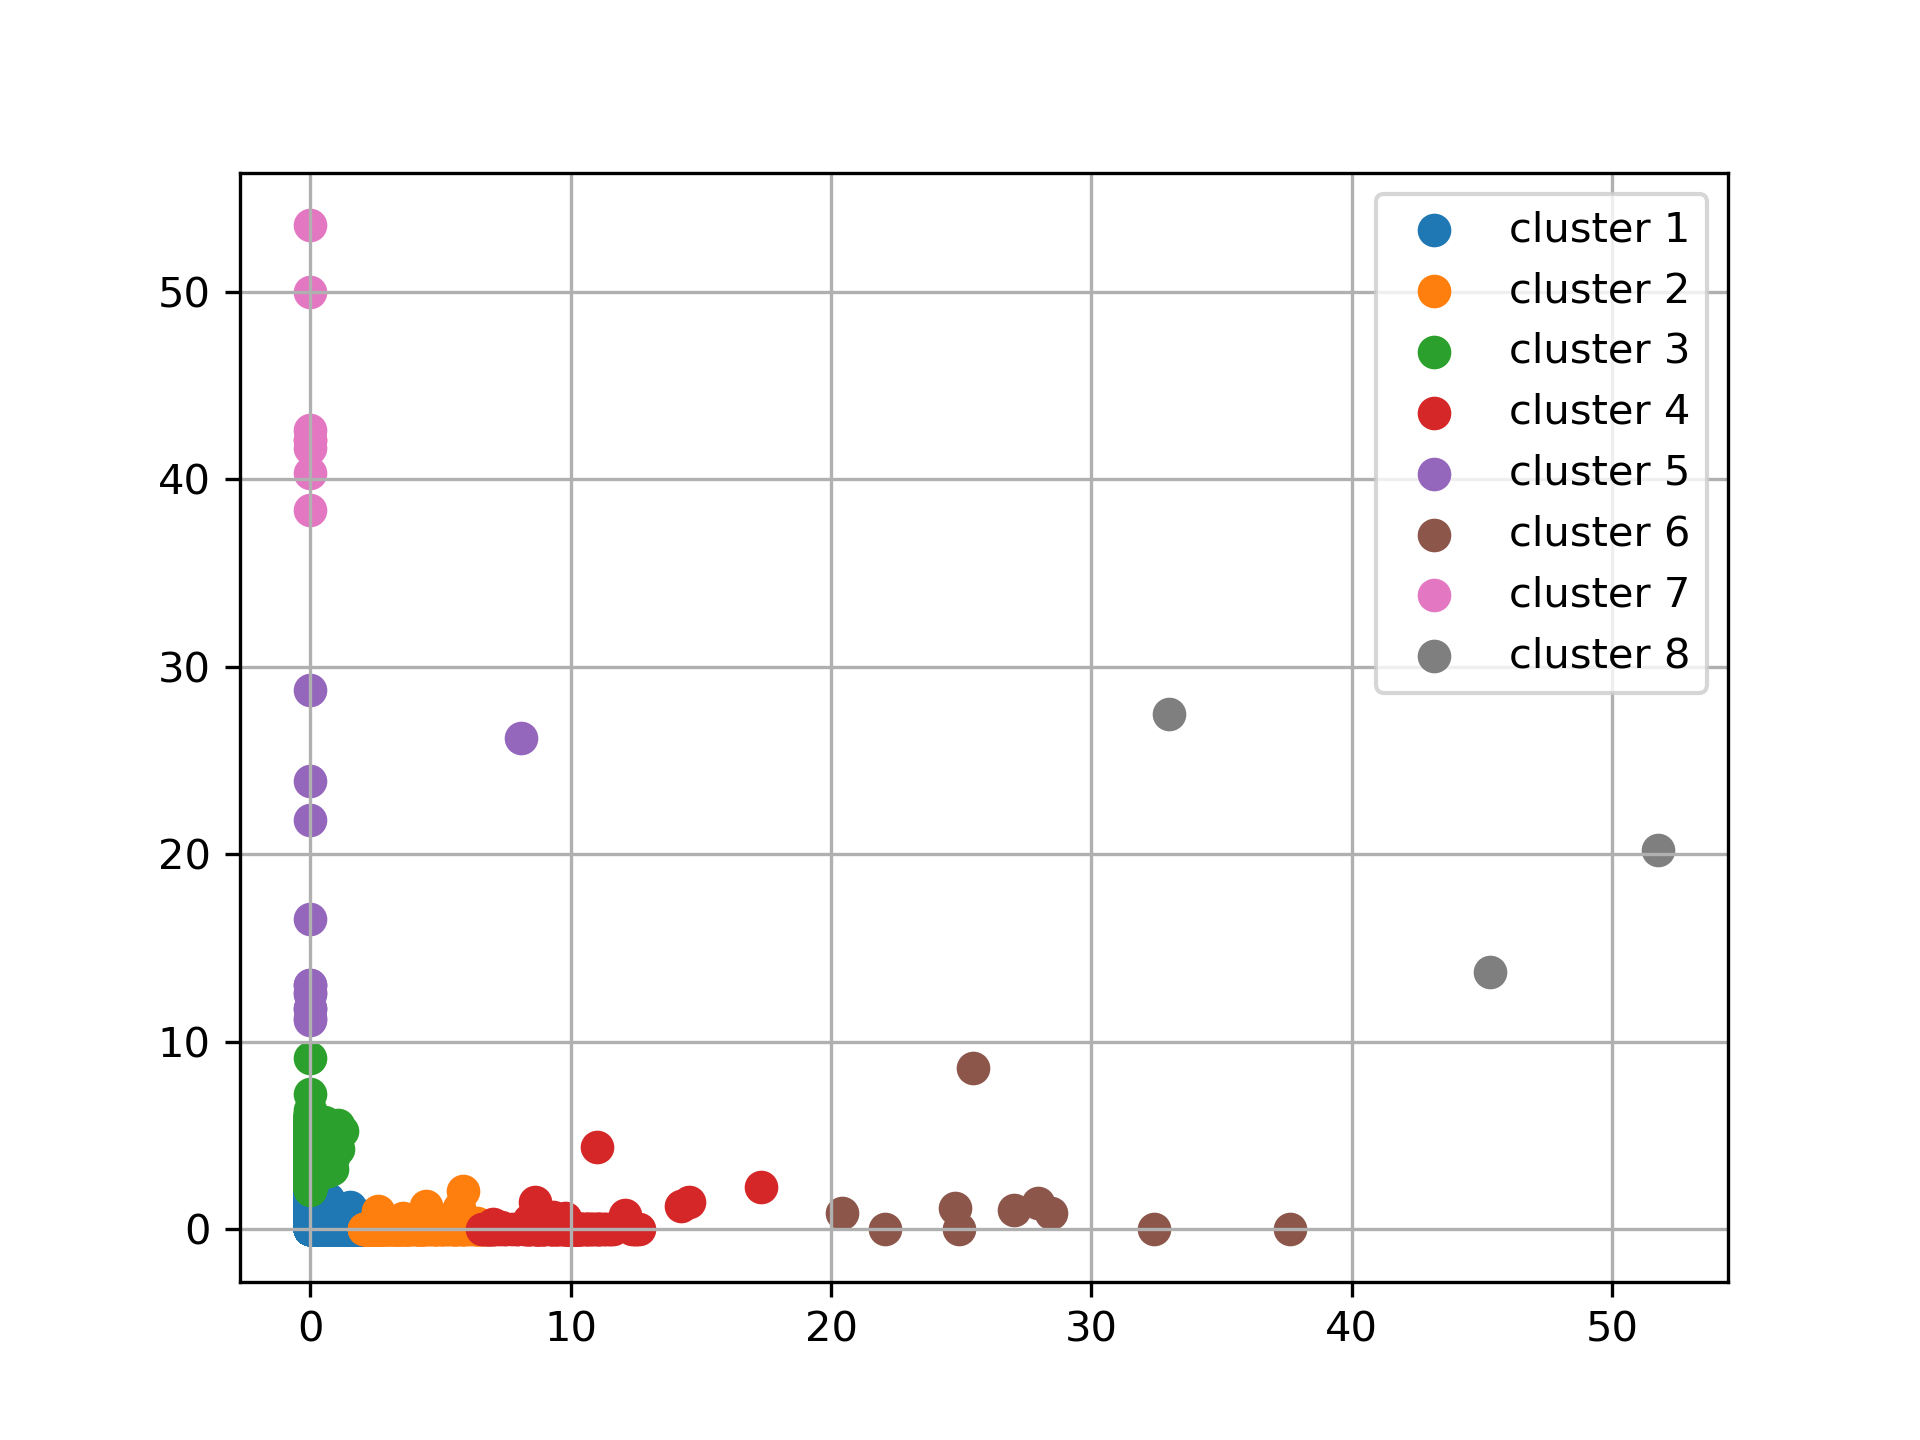 cluster 1
cluster 2
cluster 3
cluster 4
cluster 5
cluster 6
cluster 7
cluster 8
50
40
30
20
10
0
0 10 20 30 40 50